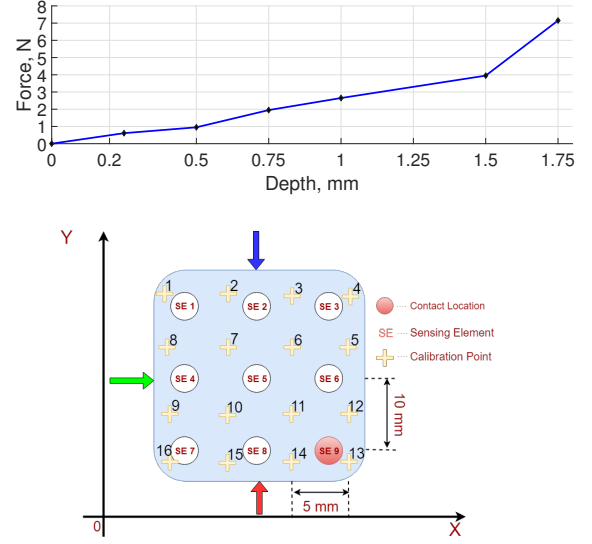 8
7
6
5
4
3
2
1
0
Force, N
0 0.2 0.5 0.75 1 1.25 1.5 1.75
Depth, mm
Y
1 2 3 4
SE 1 SE 2 SE 3
Contact Location
SE Sensing Element
8 7 6 5
Calibration Point
SE 4 SE 5 SE 6
9 10 11 12
10 mm
16 SE 7 15 SE 8 14 SE 9 13
5 mm
0 X